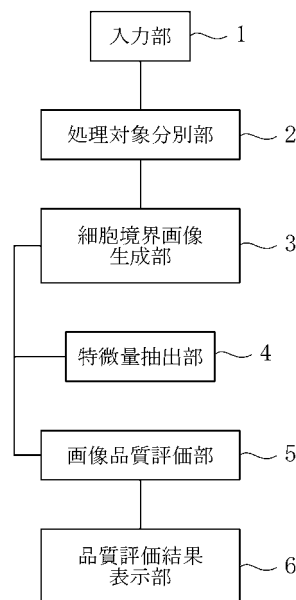 入力部 1
処理対象分別部 2
細胞境界画像
生成部 3
特微量抽出部 4
画像品質評価部 5
品質評価結果
表示部 6